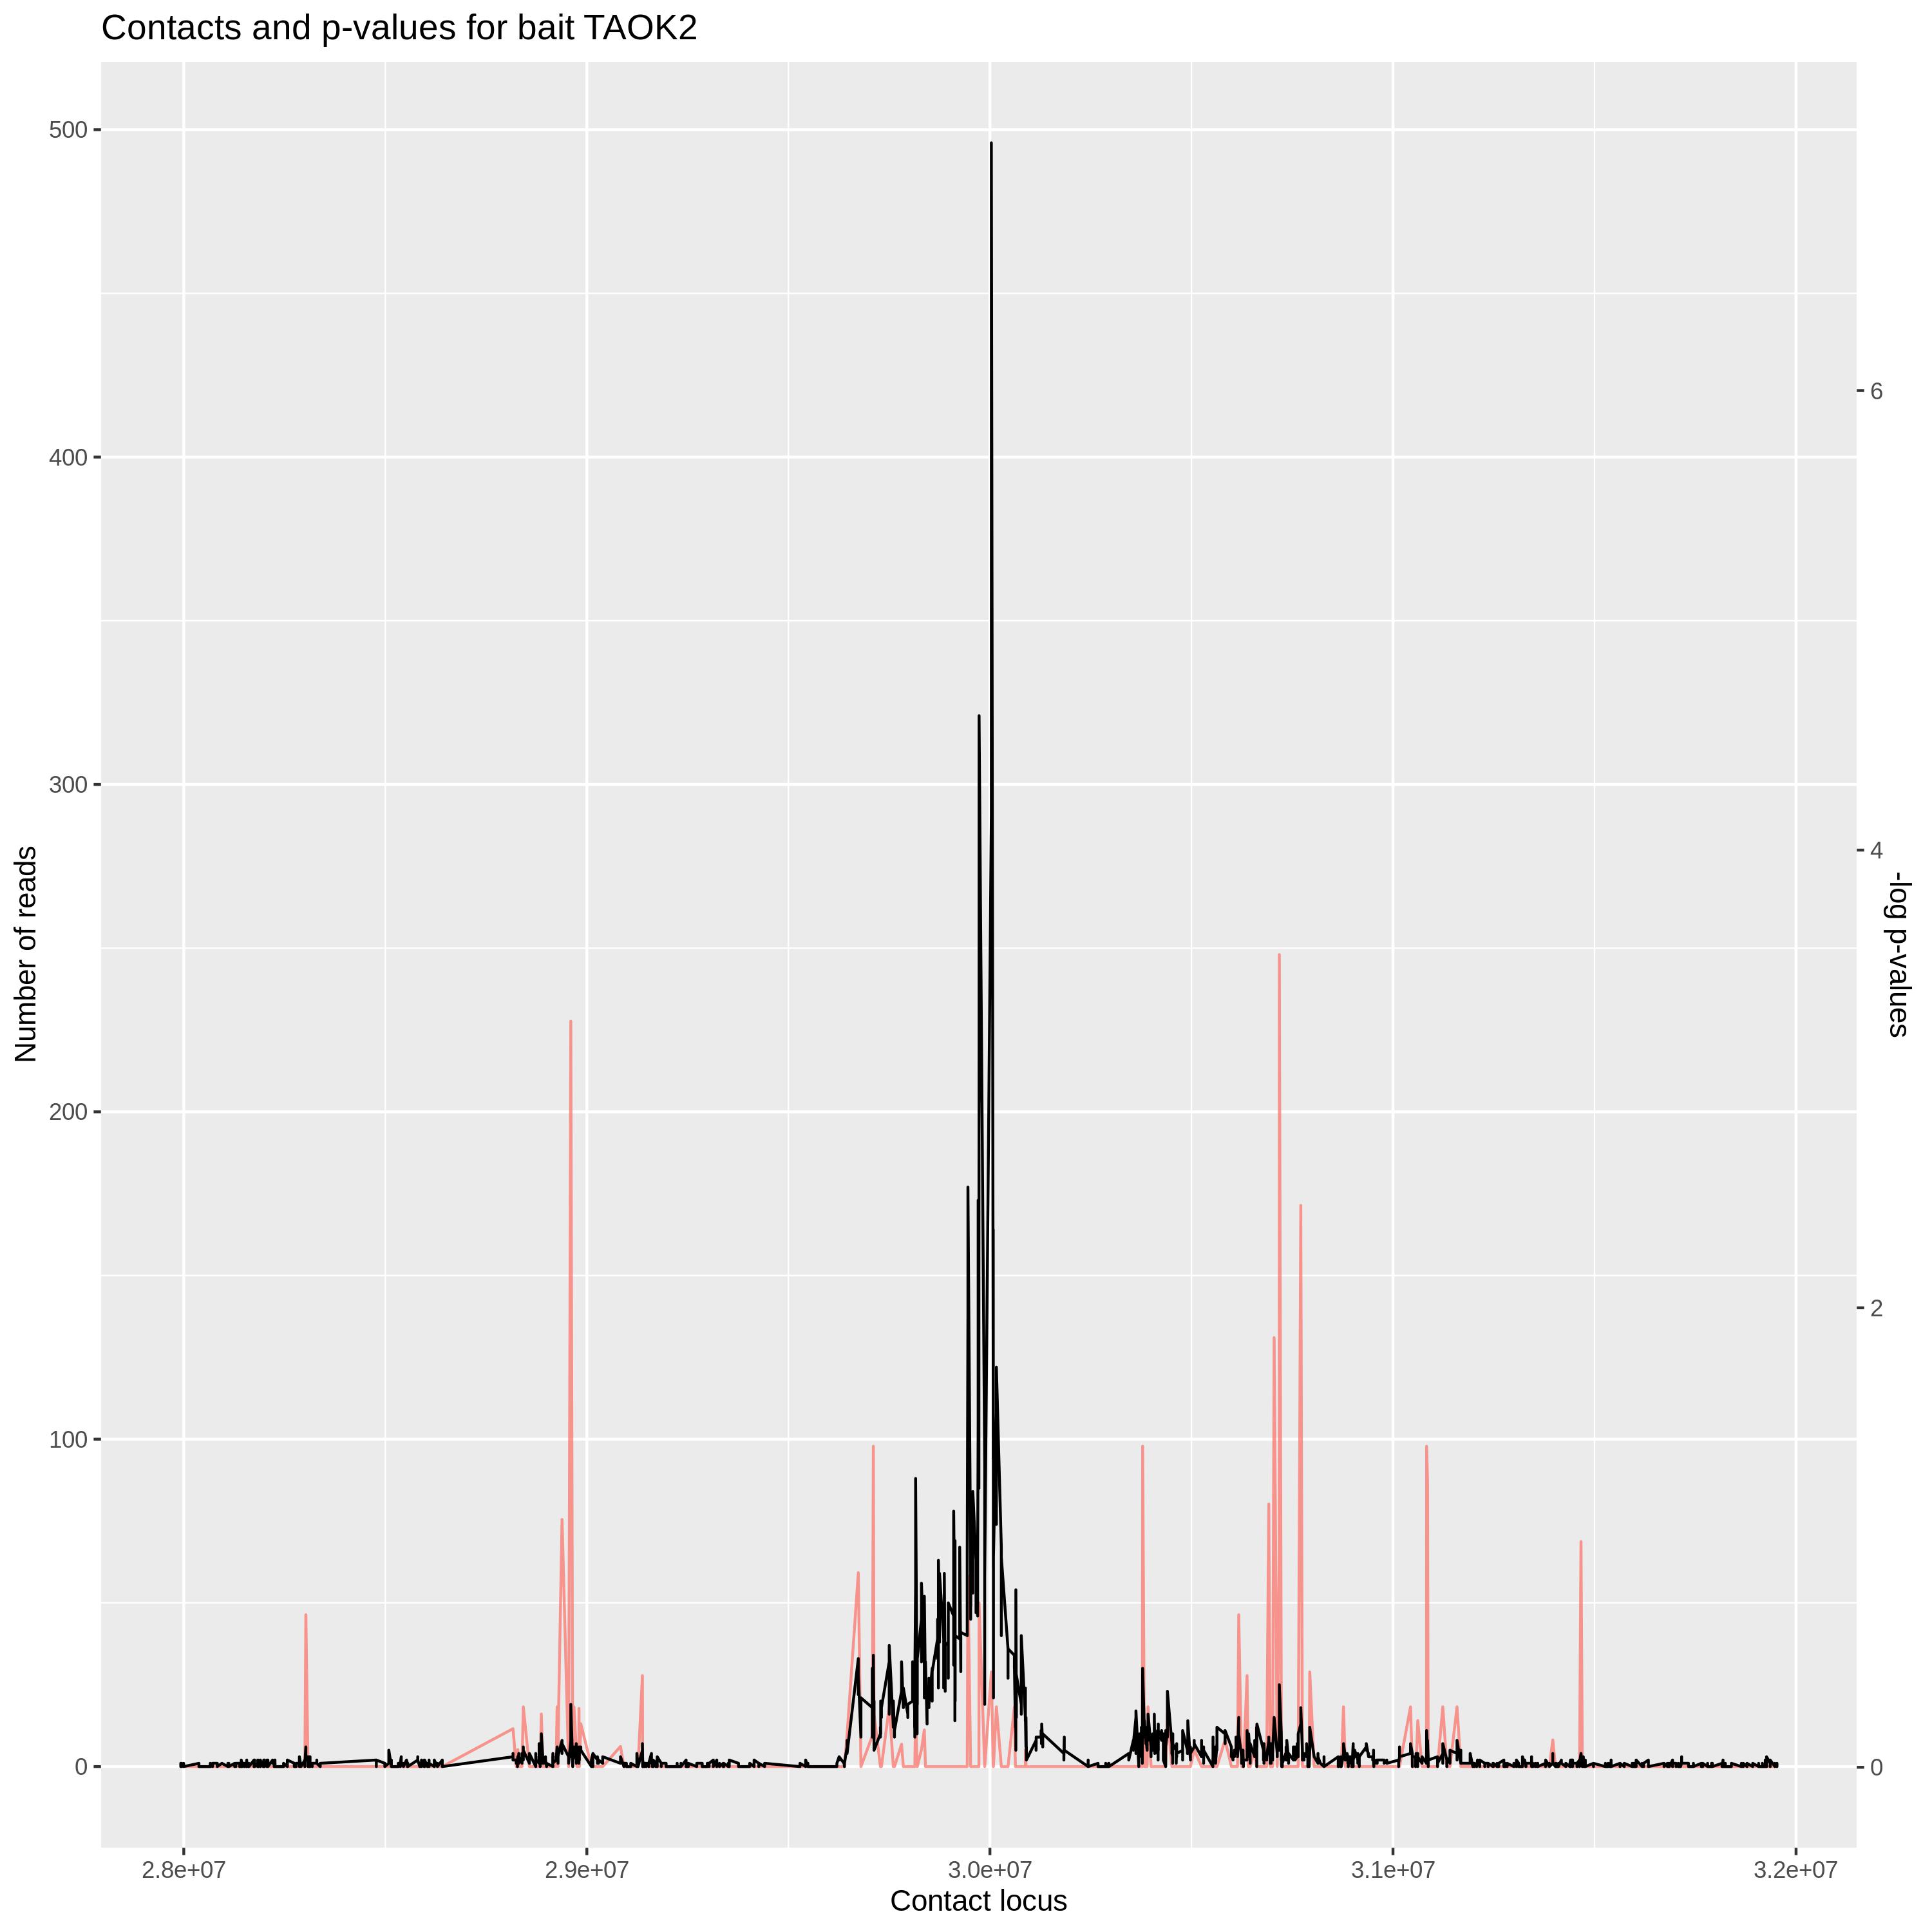 Contacts and p-values for bait TAOK2
500
400
300
200
100
0
Number of reads
6
4
2
0
-log p-values
2.8e+07 2.9e+07 3.0e+07 3.1e+07 3.2e+07
Contact locus